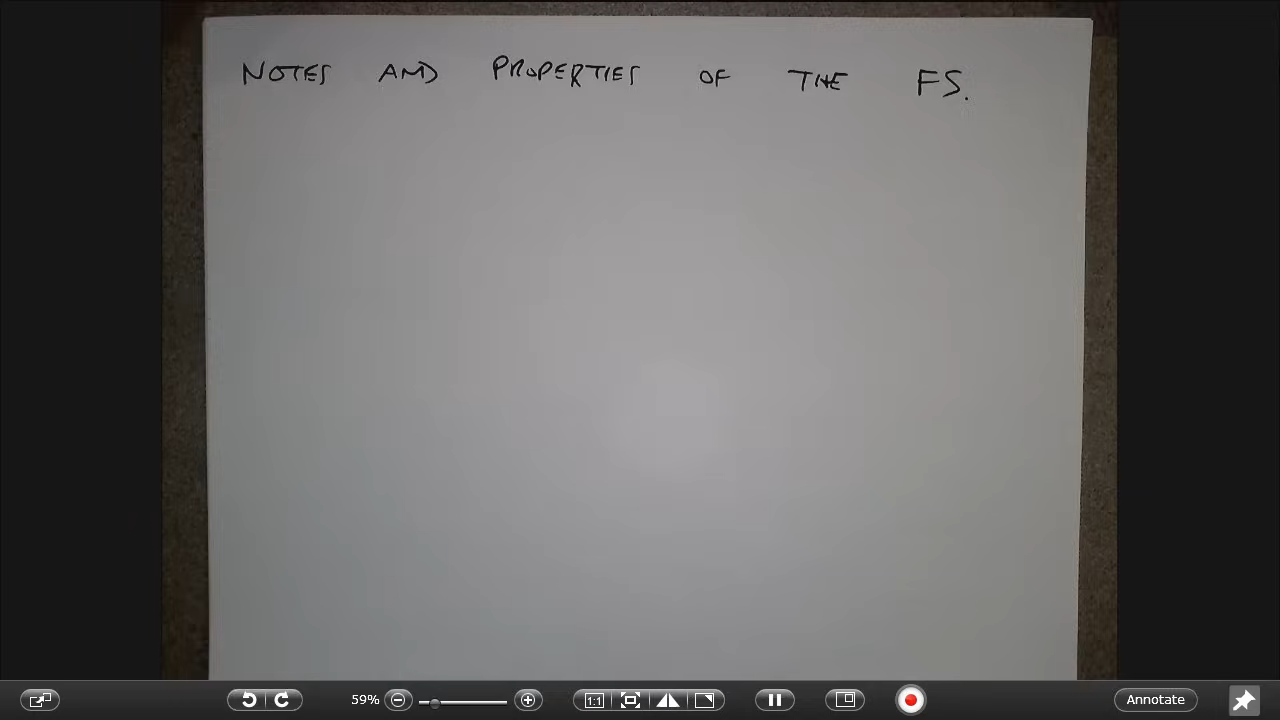 NOTES AND PROPERTIES OF THE FS.
59%
1:1
Annotate